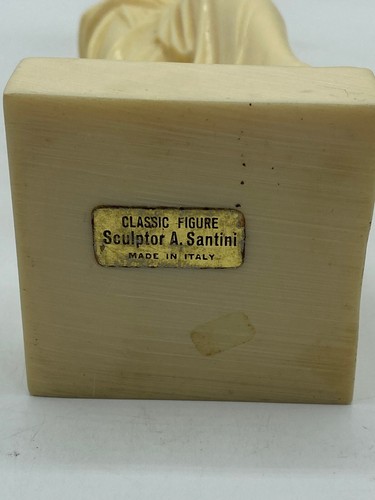 CLASSIC FIGURE
Sculptor A. Santini
MADE IN ITALY